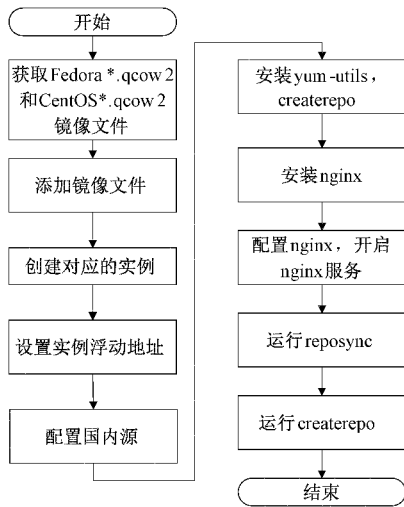 开始
获取Fedora*.qcow2
和CentOS*.qcow2
镜像文件
添加镜像文件
创建对应的实例
设置实例浮动地址
配置国内源
安装yum-utils，
createrepo
安装nginx
配置nginx，开启
nginx服务
运行reposync
运行createrepo
结束